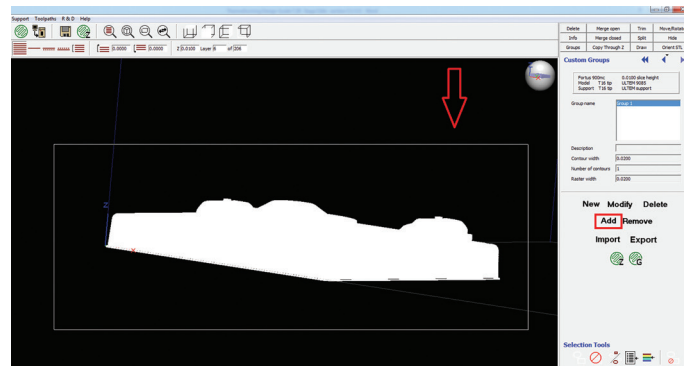 Support Toolpaths R & D Help
0.0000 0.0000 Z 0.0100 Layer 8 of 206
Delete Merge open Trim Move/Rotate
Info Merge closed Split Hide
Groups Copy Through Z Draw Orient STL
Custom Groups
Fortus 900mc 0.0100 slice height
Model T16 tip ULTEM 9085
Support T16 tip ULTEM support
Group name Group 1
Description
Contour width 0.0200
Number of contours 1
Raster width 0.0200
New Modify Delete
Add Remove
Import Export
Z G
Z
X
Selection Tools